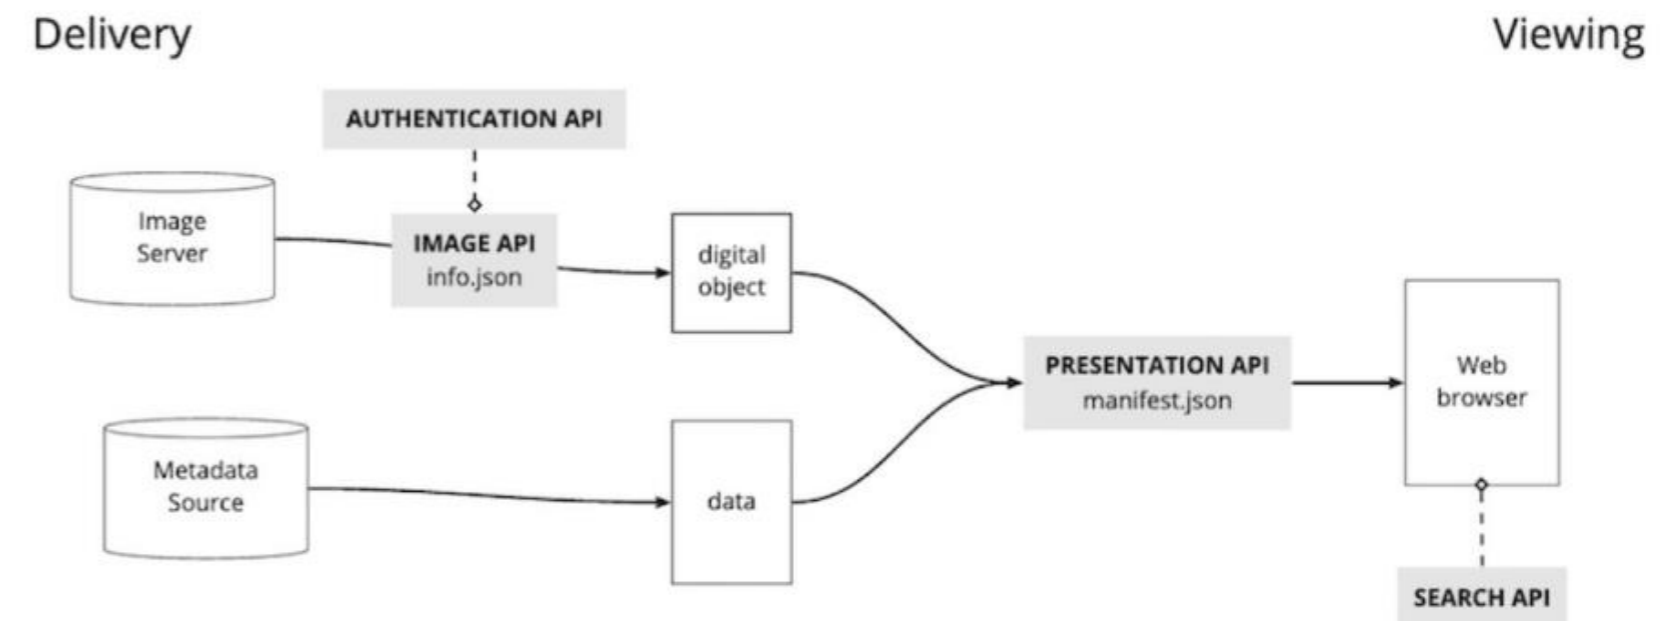 Delivery
Viewing
AUTHENTICATION API
Image
Server
IMAGE API
info.json
digital
object
PRESENTATION API
manifest.json
Web
browser
Metadata
Source
data
SEARCH API